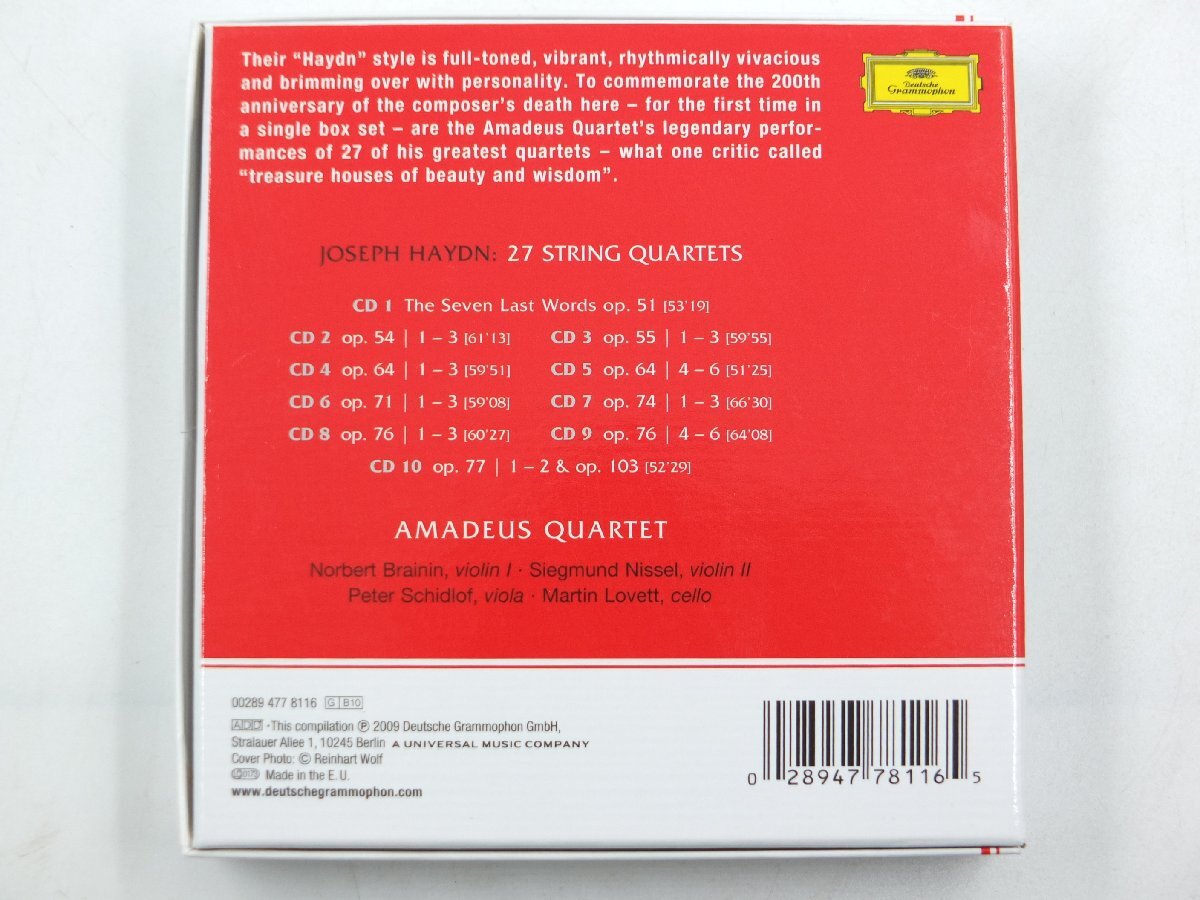 Their “Haydn” style is full-toned, vibrant, rhythmically vivacious
and brimming over with personality. To commemorate the 200th
anniversary of the composer’s death here – for the first time in
a single box set – are the Amadeus Quartet’s legendary perfor-
mances of 27 of his greatest quartets – what one critic called
“treasure houses of beauty and wisdom”.
Deutsche
Grammophon
JOSEPH HAYDN: 27 STRING QUARTETS
CD 1 The Seven Last Words op. 51 [53’19]
CD 2 op. 54 | 1 – 3 [61’13] CD 3 op. 55 | 1 – 3 [59’55]
CD 4 op. 64 | 1 – 3 [59’51] CD 5 op. 64 | 4 – 6 [51’25]
CD 6 op. 71 | 1 – 3 [59’08] CD 7 op. 74 | 1 – 3 [66’30]
CD 8 op. 76 | 1 – 3 [60’27] CD 9 op. 76 | 4 – 6 [64’08]
CD 10 op. 77 | 1 – 2 & op. 103 [52’29]
AMADEUS QUARTET
Norbert Brainin, violin I · Siegmund Nissel, violin II
Peter Schidlof, viola · Martin Lovett, cello
00289 477 8116 G B10
ADD · This compilation ℗ 2009 Deutsche Grammophon GmbH,
Stralauer Allee 1, 10245 Berlin A UNIVERSAL MUSIC COMPANY
Cover Photo: © Reinhart Wolf
Made in the E. U.
www.deutschegrammophon.com
0 28947 78116 5